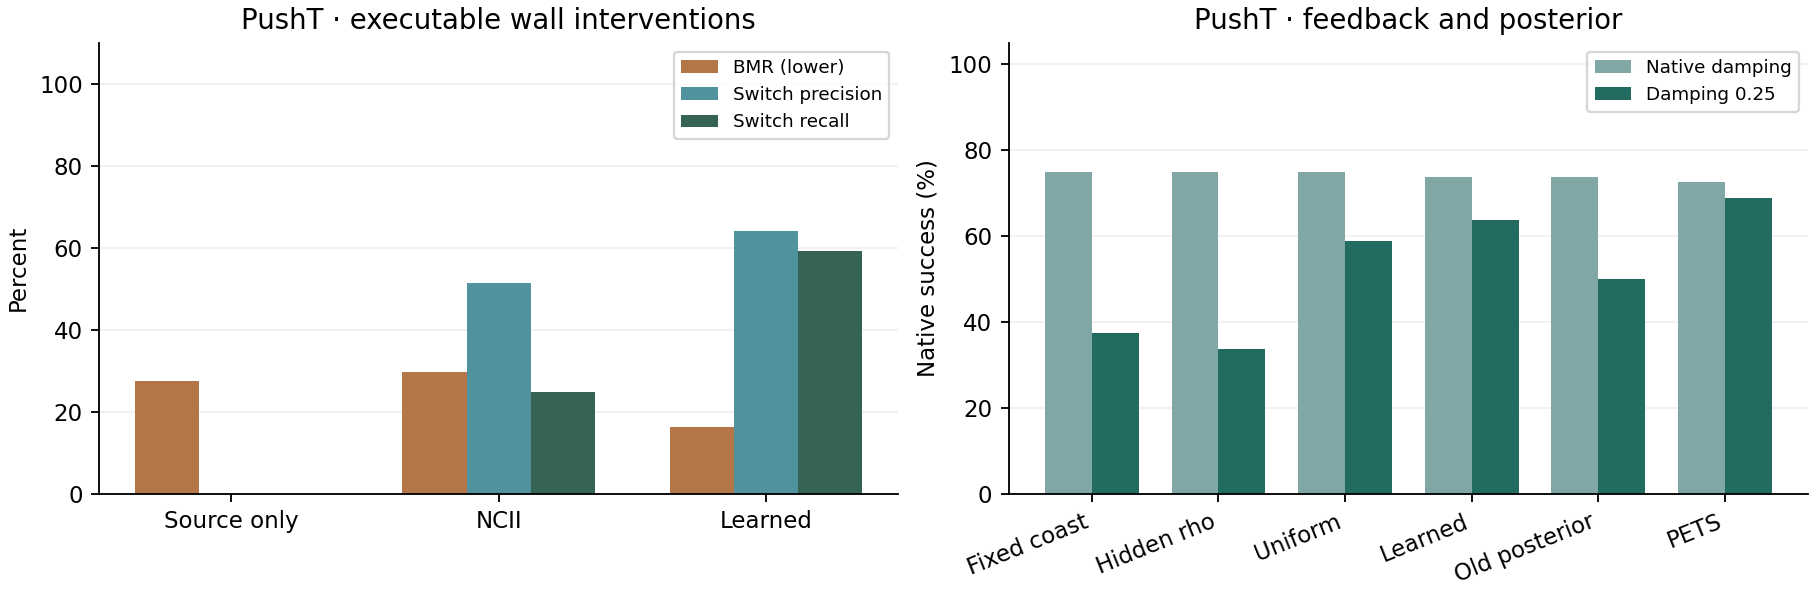 PushT · executable wall interventions
Percent
100
80
60
40
20
0
BMR (lower)
Switch precision
Switch recall
Source only
NCII
Learned
PushT · feedback and posterior
Native success (%)
100
80
60
40
20
0
Native damping
Damping 0.25
Fixed coast
Hidden rho
Uniform
Learned
Old posterior
PETS